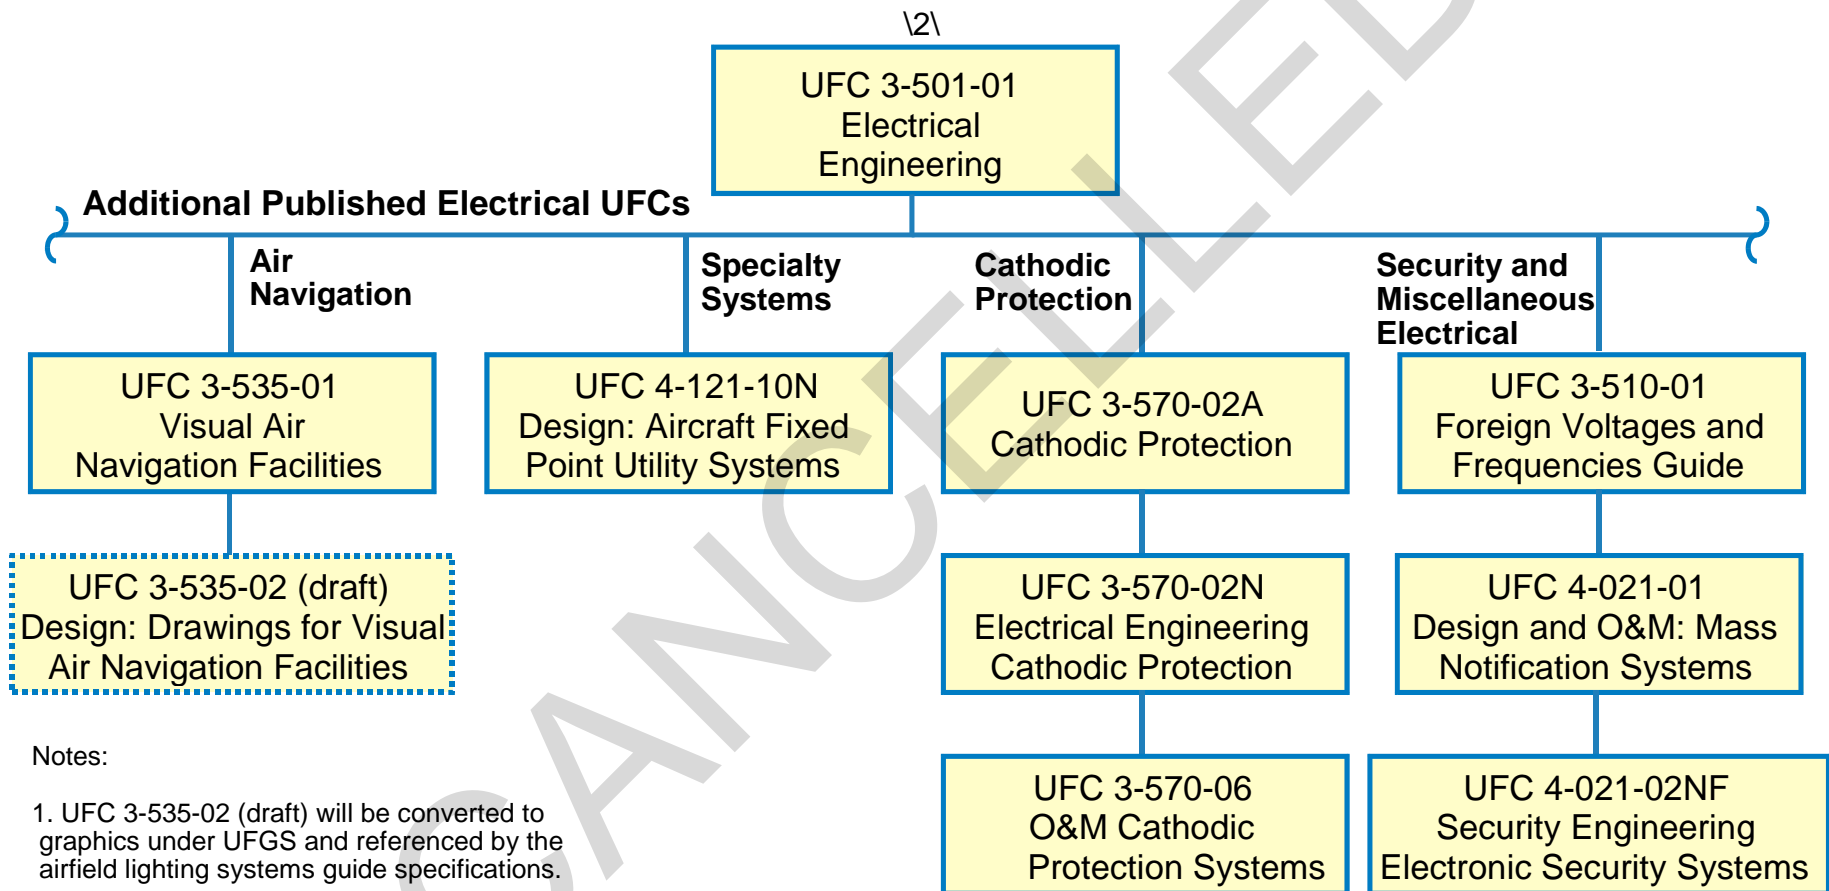 \2\
UFC 3-501-01
Electrical
Engineering
Additional Published Electrical UFCs
Air
Navigation
Specialty
Systems
Cathodic
Protection
Security and
Miscellaneous
Electrical
UFC 3-535-01
Visual Air
Navigation Facilities
UFC 4-121-10N
Design: Aircraft Fixed
Point Utility Systems
UFC 3-570-02A
Cathodic Protection
UFC 3-510-01
Foreign Voltages and
Frequencies Guide
UFC 3-535-02 (draft)
Design: Drawings for Visual
Air Navigation Facilities
UFC 3-570-02N
Electrical Engineering
Cathodic Protection
UFC 4-021-01
Design and O&M: Mass
Notification Systems
UFC 3-570-06
O&M Cathodic
Protection Systems
UFC 4-021-02NF
Security Engineering
Electronic Security Systems
Notes:
1. UFC 3-535-02 (draft) will be converted to
graphics under UFGS and referenced by the
airfield lighting systems guide specifications.
CANCELLED